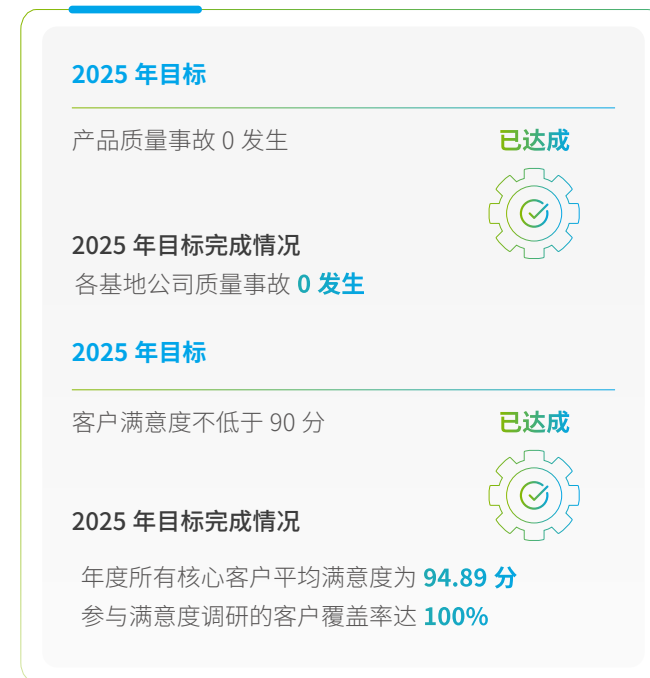 2025 年目标
产品质量事故 0 发生
已达成
2025 年目标完成情况
各基地公司质量事故 0 发生
2025 年目标
客户满意度不低于 90 分
已达成
2025 年目标完成情况
年度所有核心客户平均满意度为 94.89 分
参与满意度调研的客户覆盖率达 100%